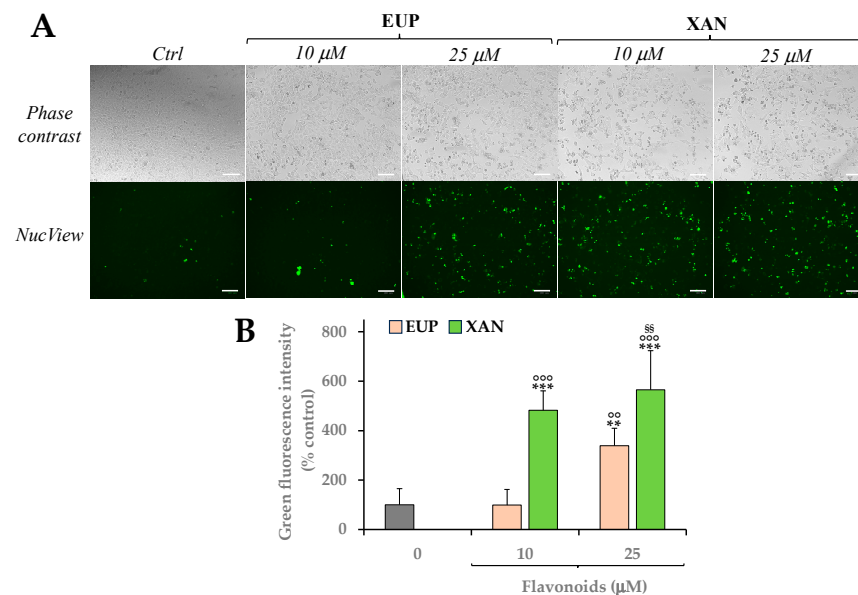 A
EUP
XAN
Ctrl
10 μM
25 μM
10 μM
25 μM
Phase
contrast
NucView
B
Green fluorescence intensity
(% control)
800
600
400
200
0
EUP
XAN
°°°
***
°°
**
§§
°°°
***
0
10
25
Flavonoids (μM)